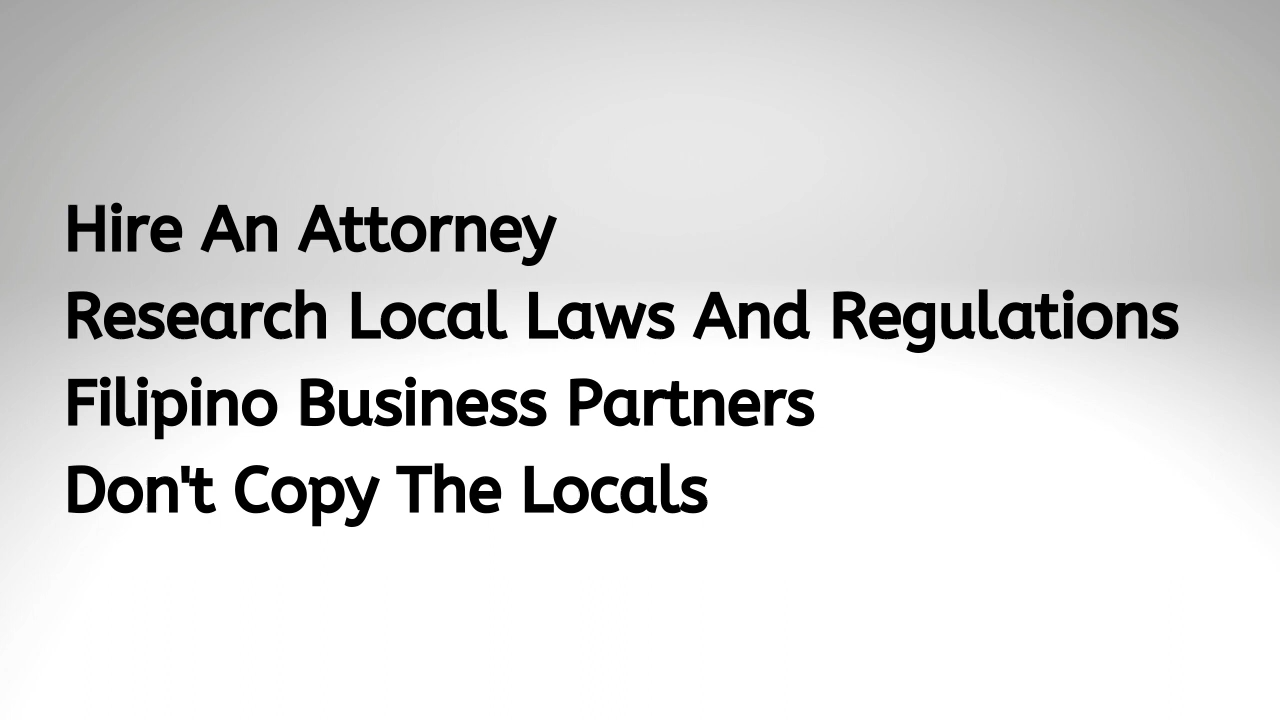 Hire An Attorney
Research Local Laws And Regulations
Filipino Business Partners
Don't Copy The Locals